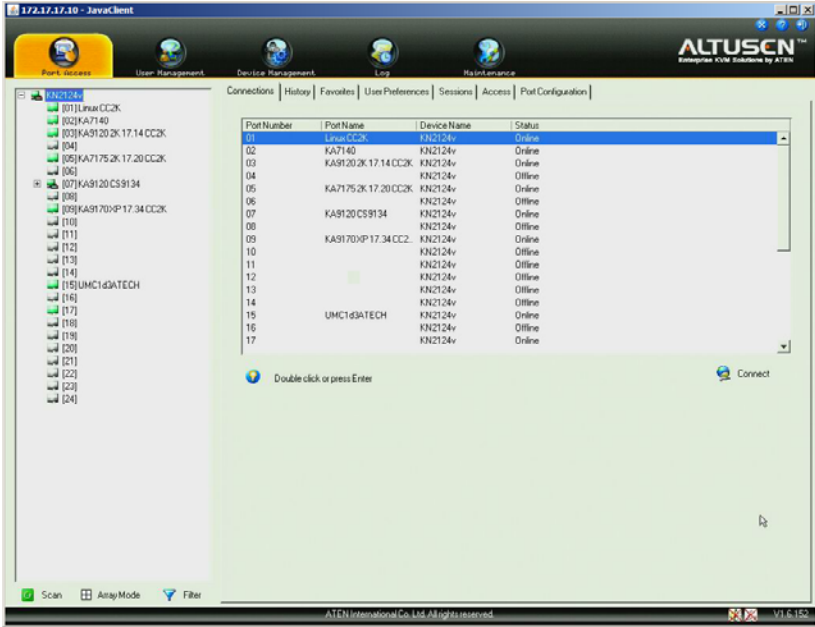 172.17.17.10 - JavaClient
Port Access
User Management
Device Management
Log
Maintenance
ALTUSEN™
Enterprise KVM Solutions by ATEN
KN2124v
[01]LinuxCC2K
[02]KA7140
[03]KA9120 2K 17.14 CC2K
[04]
[05]KA7175 2K 17.20 CC2K
[06]
[07]KA9120 CS9134
[08]
[09]KA9170XP 17.34 CC2K
[10]
[11]
[12]
[13]
[14]
[15]UMC1d3ATECH
[16]
[17]
[18]
[19]
[20]
[21]
[22]
[23]
[24]
Scan
Array Mode
Filter
Connections
History
Favorites
User Preferences
Sessions
Access
Port Configuration
Port Number Port Name Device Name Status
01 LinuxCC2K KN2124v Online
02 KA7140 KN2124v Online
03 KA9120 2K 17.14 CC2K KN2124v Online
04 KN2124v Offline
05 KA7175 2K 17.20 CC2K KN2124v Online
06 KN2124v Offline
07 KA9120 CS9134 KN2124v Online
08 KN2124v Offline
09 KA9170XP 17.34 CC2.. KN2124v Online
10 KN2124v Offline
11 KN2124v Offline
12 KN2124v Offline
13 KN2124v Offline
14 KN2124v Offline
15 UMC1d3ATECH KN2124v Online
16 KN2124v Offline
17 KN2124v Online
Double click or press Enter
Connect
ATEN International Co. Ltd. All rights reserved.
V1.6.152